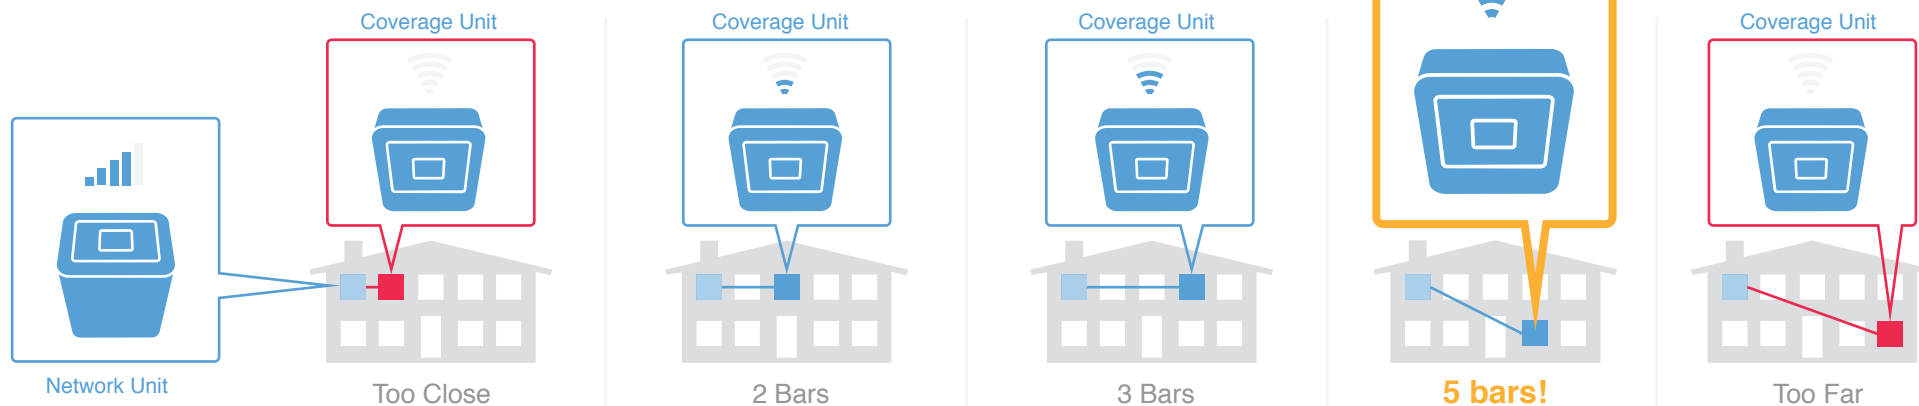 Coverage Unit
Coverage Unit
Coverage Unit
Coverage Unit
Network Unit
Too Close
2 Bars
3 Bars
5 bars!
Too Far